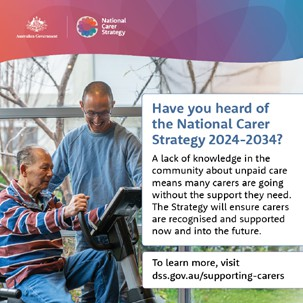 Australian Government
National
Carer
Strategy
Have you heard of
the National Carer
Strategy 2024–2034?
A lack of knowledge in the
community about unpaid care
means many carers are going
without the support they need.
The Strategy will ensure carers
are recognised and supported
now and into the future.
To learn more, visit
dss.gov.au/supporting-carers